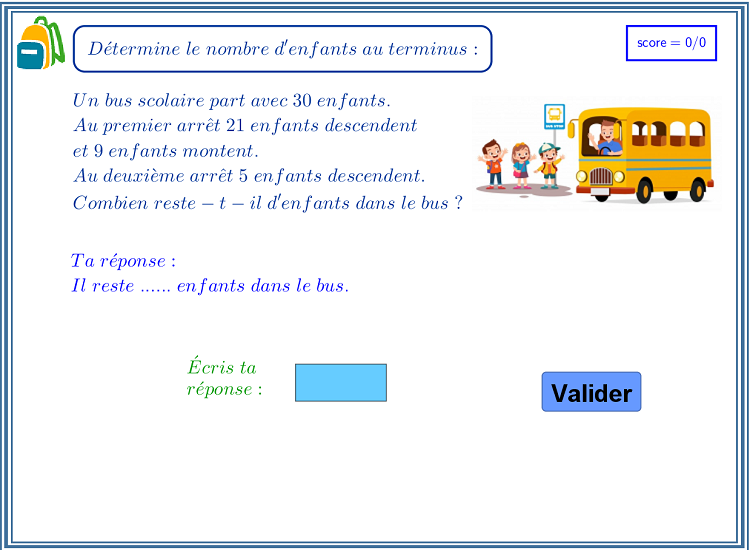 Détermine le nombre d'enfants au terminus :
score = 0/0
Un bus scolaire part avec 30 enfants.
Au premier arrêt 21 enfants descendent
et 9 enfants montent.
Au deuxième arrêt 5 enfants descendent.
Combien reste − t − il d'enfants dans le bus ?
BUS STOP
Ta réponse :
Il reste ...... enfants dans le bus.
Écris ta
réponse :
Valider